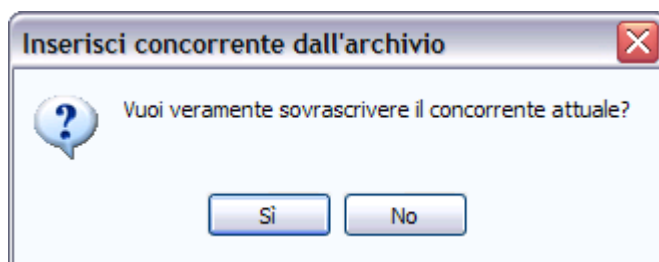 Inserisci concorrente dall'archivio
Vuoi veramente sovrascrivere il concorrente attuale?
Sì
No